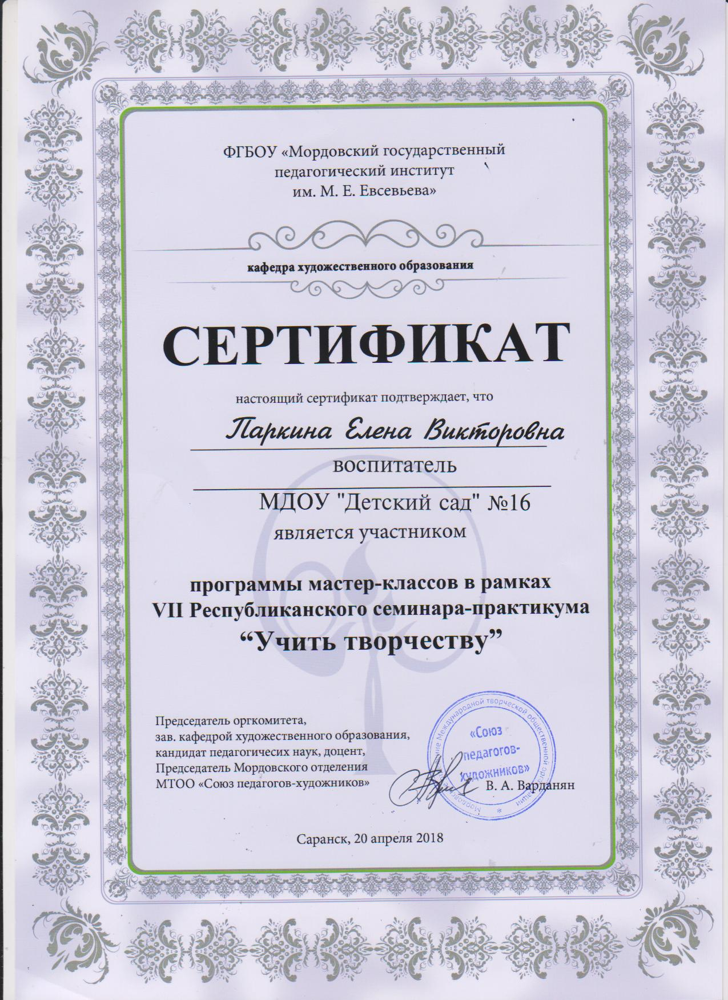 ФГБОУ «Мордовский государственный
педагогический институт
им. М. Е. Евсевьева»
кафедра художественного образования
СЕРТИФИКАТ
настоящий сертификат подтверждает, что
Паркина Елена Викторовна
воспитатель
МДОУ "Детский сад" №16
является участником
программы мастер-классов в рамках
VII Республиканского семинара-практикума
“Учить творчеству”
Председатель оргкомитета,
зав. кафедрой художественного образования,
кандидат педагогичесих наук, доцент,
Председатель Мордовского отделения
МТОО «Союз педагогов-художников»
Международной творческой общественной
«Союз
педагогов-
художников»
В. А. Варданян
Саранск, 20 апреля 2018